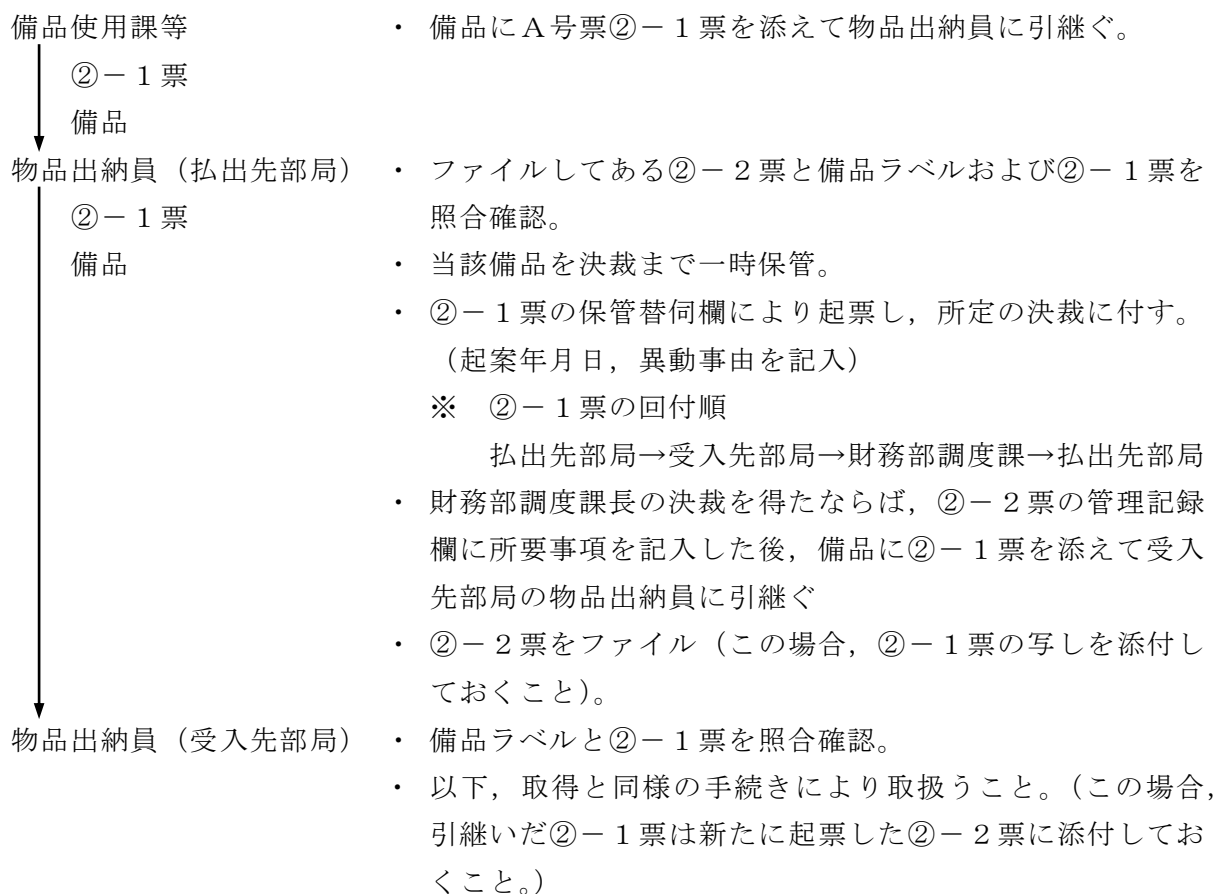 備品使用課等　・　備品にＡ号票②－１票を添えて物品出納員に引継ぐ。
②－１票
備品
物品出納員（払出先部局）　・　ファイルしてある②－２票と備品ラベルおよび②－１票を
②－１票　照合確認。
備品　・　当該備品を決裁まで一時保管。
・　②－１票の保管替伺欄により起票し，所定の決裁に付す。
（起案年月日，異動事由を記入）
※　②－１票の回付順
払出先部局→受入先部局→財務部調度課→払出先部局
・　財務部調度課長の決裁を得たならば，②－２票の管理記録
欄に所要事項を記入した後，備品に②－１票を添えて受入
先部局の物品出納員に引継ぐ
・　②－２票をファイル（この場合，②－１票の写しを添付し
ておくこと）。
物品出納員（受入先部局）　・　備品ラベルと②－１票を照合確認。
・　以下，取得と同様の手続きにより取扱うこと。（この場合，
引継いだ②－１票は新たに起票した②－２票に添付してお
くこと。）